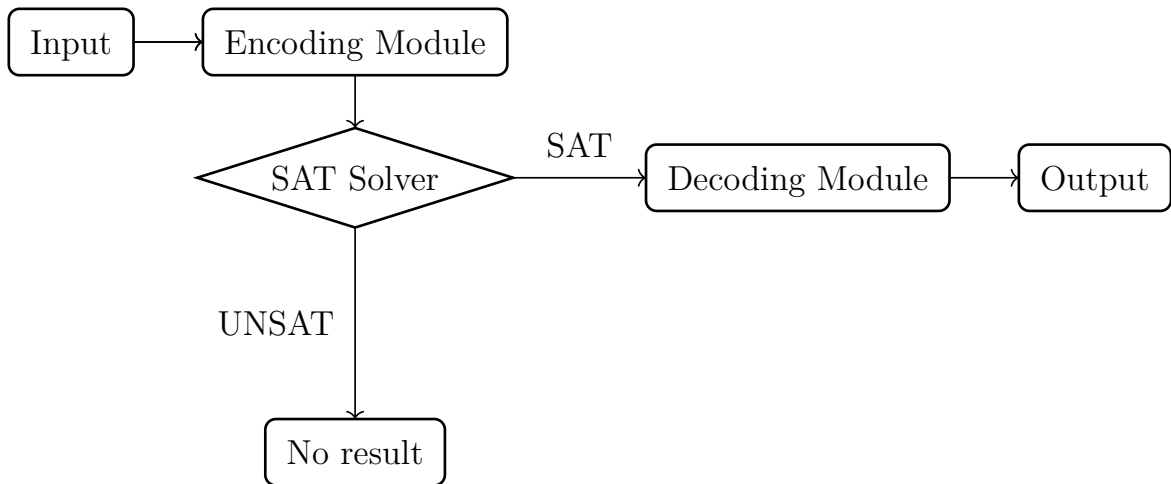 Input
Encoding Module
SAT Solver
SAT
Decoding Module
Output
UNSAT
No result